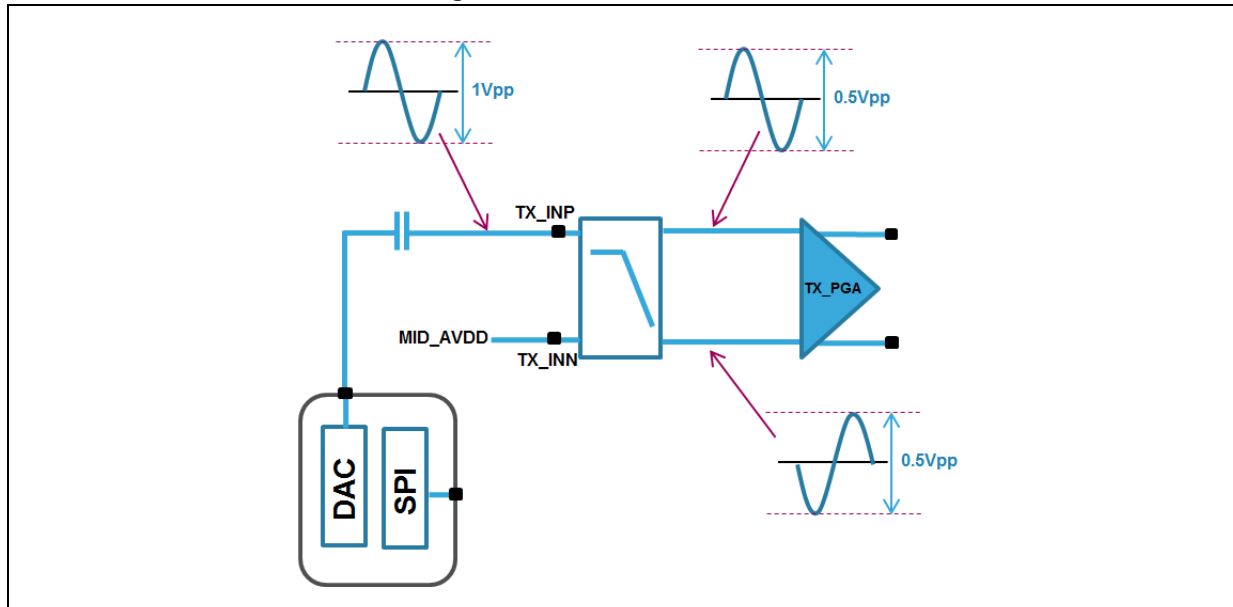 1Vpp
0.5Vpp
TX_INP
TX_PGA
MID_AVDD
TX_INN
0.5Vpp
DAC
SPI